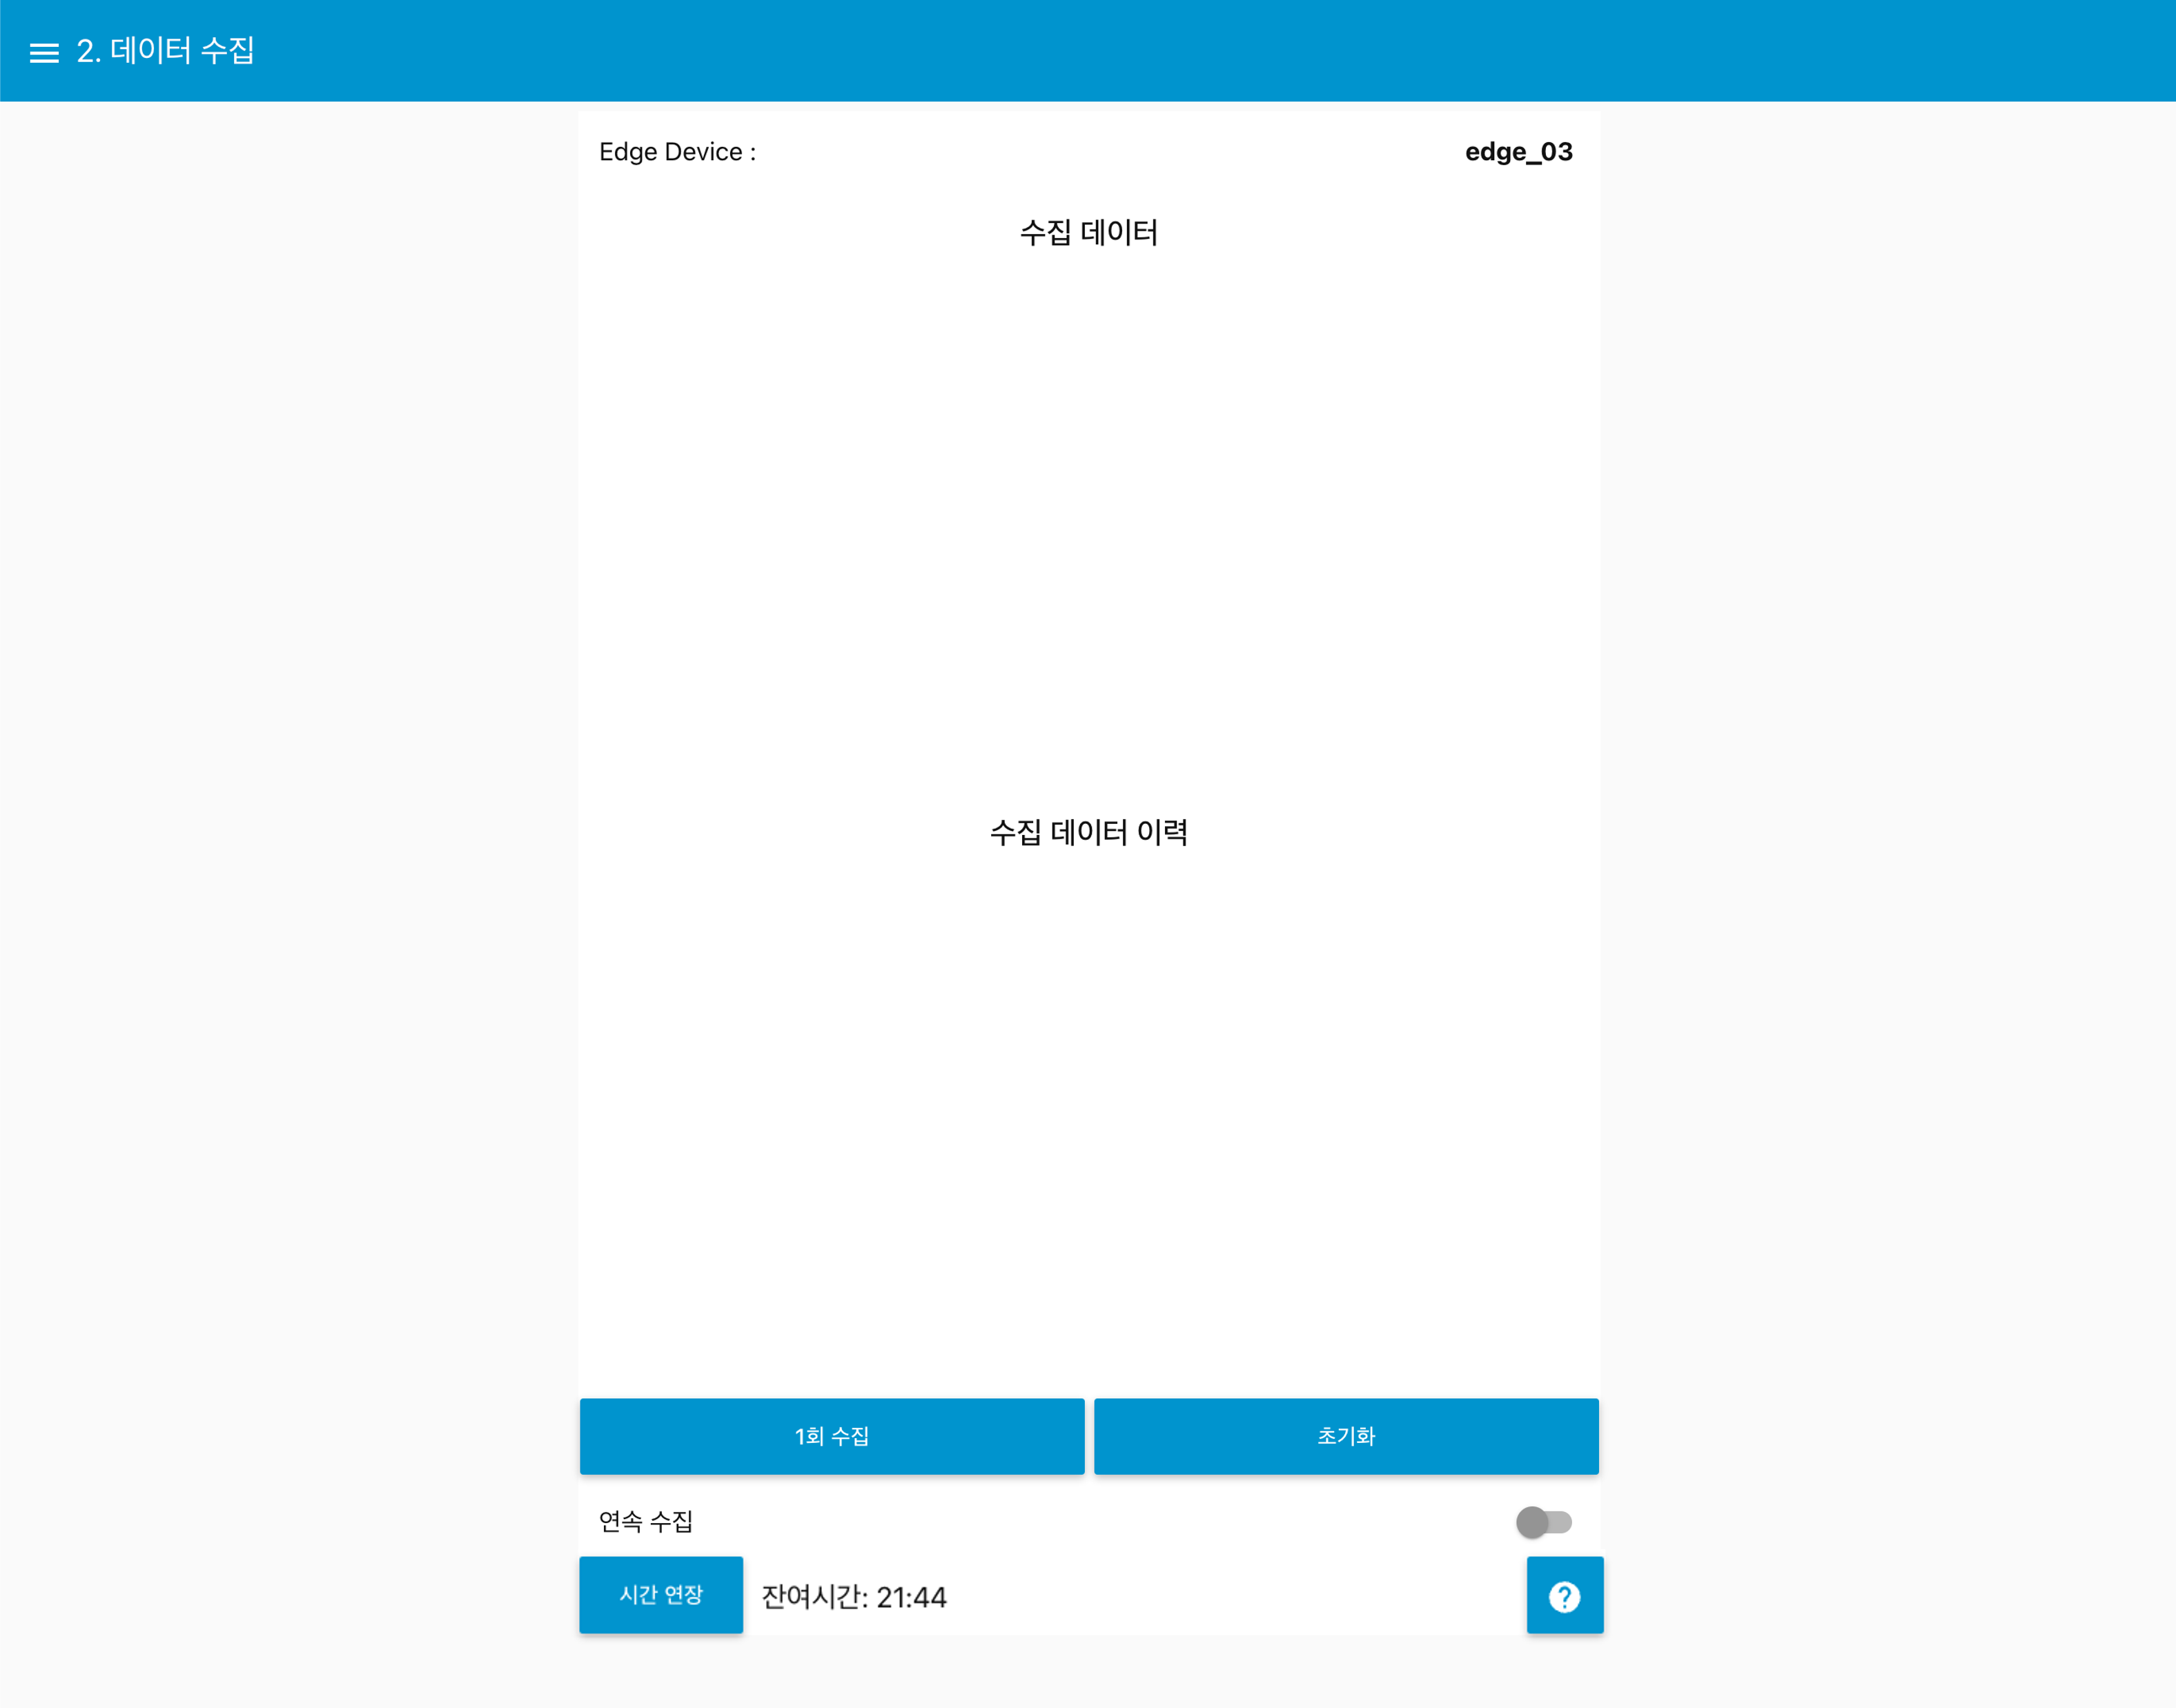 2. 데이터 수집
Edge Device : edge_03
수집 데이터
수집 데이터 이력
1회 수집 초기화
연속 수집
시간 연장 잔여시간: 21:44